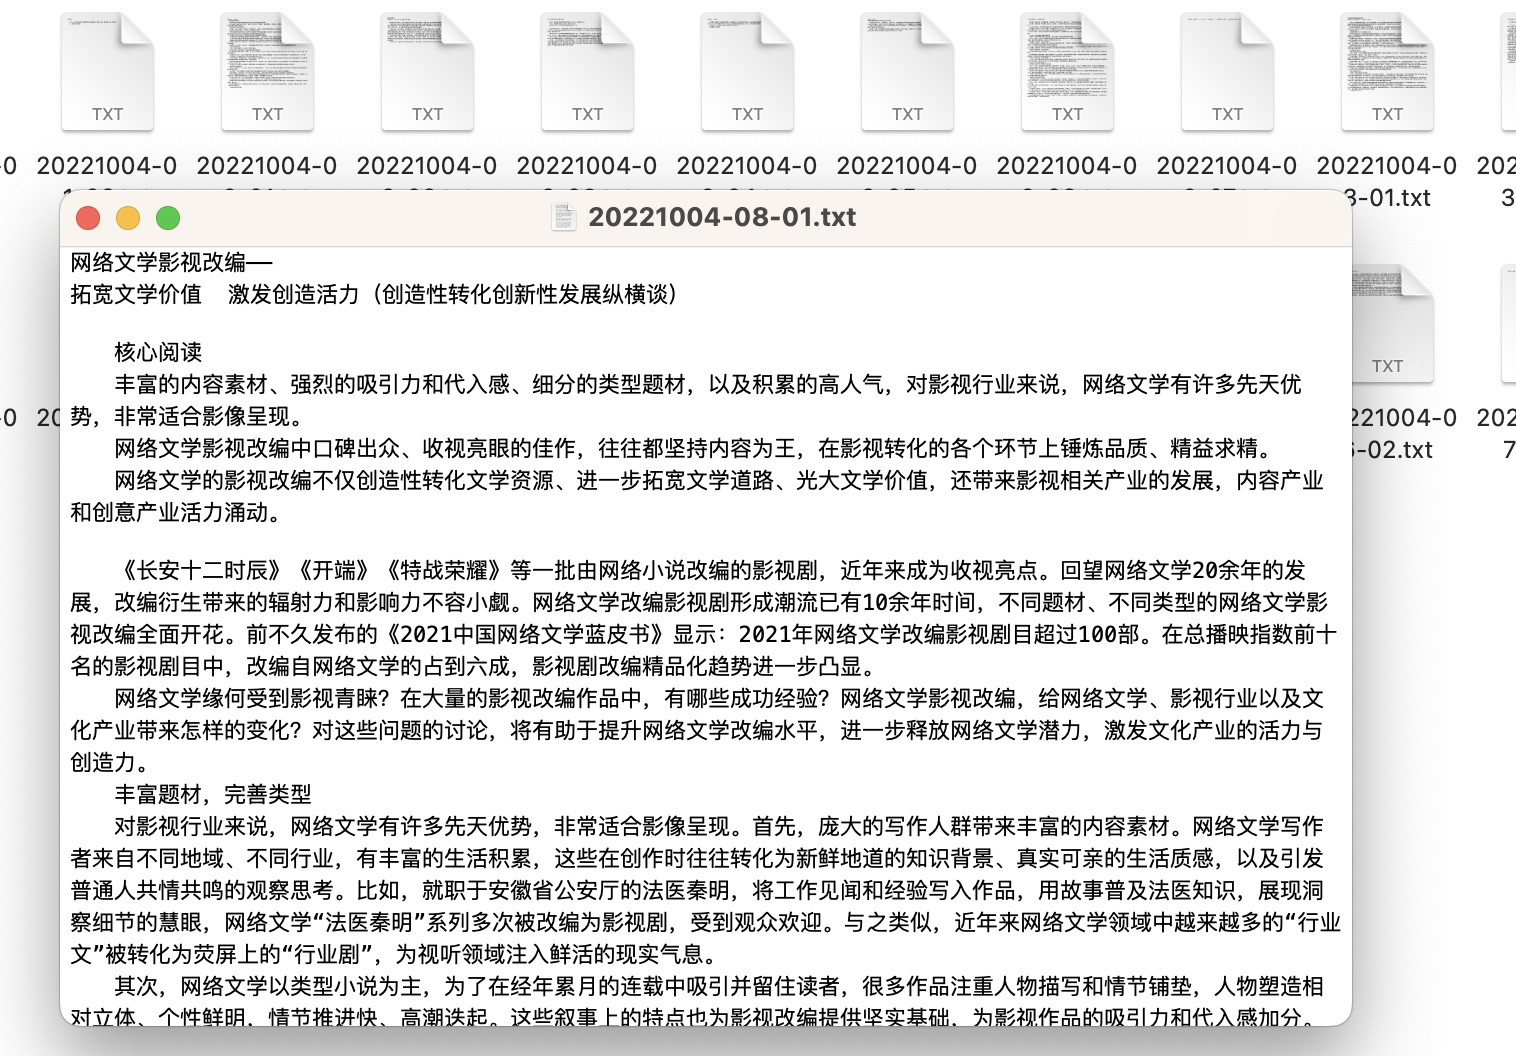 TXT TXT TXT TXT TXT TXT TXT TXT TXT
-0 20221004-0 20221004-0 20221004-0 20221004-0 20221004-0 20221004-0 20221004-0 20221004-0 20221004-0 202
3-01.txt 3
20221004-08-01.txt
网络文学影视改编——
拓宽文学价值  激发创造活力（创造性转化创新性发展纵横谈）
核心阅读
丰富的内容素材、强烈的吸引力和代入感、细分的类型题材，以及积累的高人气，对影视行业来说，网络文学有许多先天优
势，非常适合影像呈现。
网络文学影视改编中口碑出众、收视亮眼的佳作，往往都坚持内容为王，在影视转化的各个环节上锤炼品质、精益求精。
网络文学的影视改编不仅创造性转化文学资源、进一步拓宽文学道路、光大文学价值，还带来影视相关产业的发展，内容产业
和创意产业活力涌动。
《长安十二时辰》《开端》《特战荣耀》等一批由网络小说改编的影视剧，近年来成为收视亮点。回望网络文学20余年的发
展，改编衍生带来的辐射力和影响力不容小觑。网络文学改编影视剧形成潮流已有10余年时间，不同题材、不同类型的网络文学影
视改编全面开花。前不久发布的《2021中国网络文学蓝皮书》显示：2021年网络文学改编影视剧目超过100部。在总播映指数前十
名的影视剧目中，改编自网络文学的占到六成，影视剧改编精品化趋势进一步凸显。
网络文学缘何受到影视青睐？在大量的影视改编作品中，有哪些成功经验？网络文学影视改编，给网络文学、影视行业以及文
化产业带来怎样的变化？对这些问题的讨论，将有助于提升网络文学改编水平，进一步释放网络文学潜力，激发文化产业的活力与
创造力。
丰富题材，完善类型
对影视行业来说，网络文学有许多先天优势，非常适合影像呈现。首先，庞大的写作人群带来丰富的内容素材。网络文学写作
者来自不同地域、不同行业，有丰富的生活积累，这些在创作时往往转化为新鲜地道的知识背景、真实可亲的生活质感，以及引发
普通人共情共鸣的观察思考。比如，就职于安徽省公安厅的法医秦明，将工作见闻和经验写入作品，用故事普及法医知识，展现洞
察细节的慧眼，网络文学“法医秦明”系列多次被改编为影视剧，受到观众欢迎。与之类似，近年来网络文学领域中越来越多的“行业
文”被转化为荧屏上的“行业剧”，为视听领域注入鲜活的现实气息。
其次，网络文学以类型小说为主，为了在经年累月的连载中吸引并留住读者，很多作品注重人物描写和情节铺垫，人物塑造相
对立体、个性鲜明，情节推进快、高潮迭起。这些叙事上的特点也为影视改编提供坚实基础，为影视作品的吸引力和代入感加分。
TXT
-0 20 221004-0 202
-02.txt 7